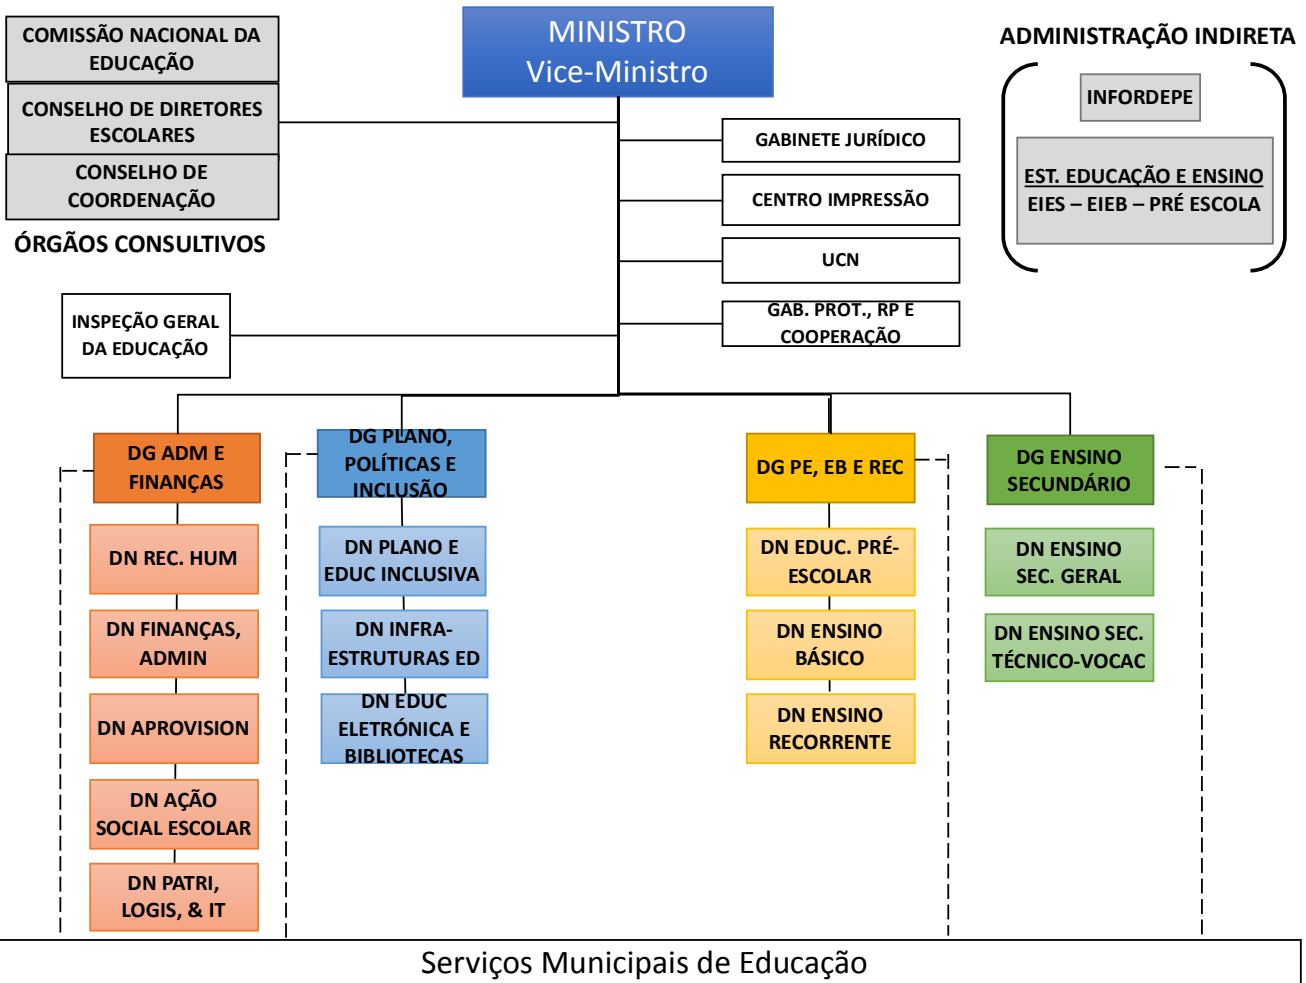 COMISSÃO NACIONAL DA
EDUCAÇÃO
CONSELHO DE DIRETORES
ESCOLARES
CONSELHO DE
COORDENAÇÃO
ÓRGÃOS CONSULTIVOS
MINISTRO
Vice-Ministro
ADMINISTRAÇÃO INDIRETA
INFORDEPE
EST. EDUCAÇÃO E ENSINO
EIES – EIEB – PRÉ ESCOLA
GABINETE JURÍDICO
CENTRO IMPRESSÃO
UCN
GAB. PROT., RP E
COOPERAÇÃO
INSPEÇÃO GERAL
DA EDUCAÇÃO
DG ADM E
FINANÇAS
DN REC. HUM
DN FINANÇAS,
ADMIN
DN APROVISION
DN AÇÃO
SOCIAL ESCOLAR
DN PATRI,
LOGIS, & IT
DG PLANO,
POLÍTICAS E
INCLUSÃO
DN PLANO E
EDUC INCLUSIVA
DN INFRA-
ESTRUTURAS ED
DN EDUC
ELETRÓNICA E
BIBLIOTECAS
DG PE, EB E REC
DN EDUC. PRÉ-
ESCOLAR
DN ENSINO
BÁSICO
DN ENSINO
RECORRENTE
DG ENSINO
SECUNDÁRIO
DN ENSINO
SEC. GERAL
DN ENSINO SEC.
TÉCNICO-VOCAC
Serviços Municipais de Educação